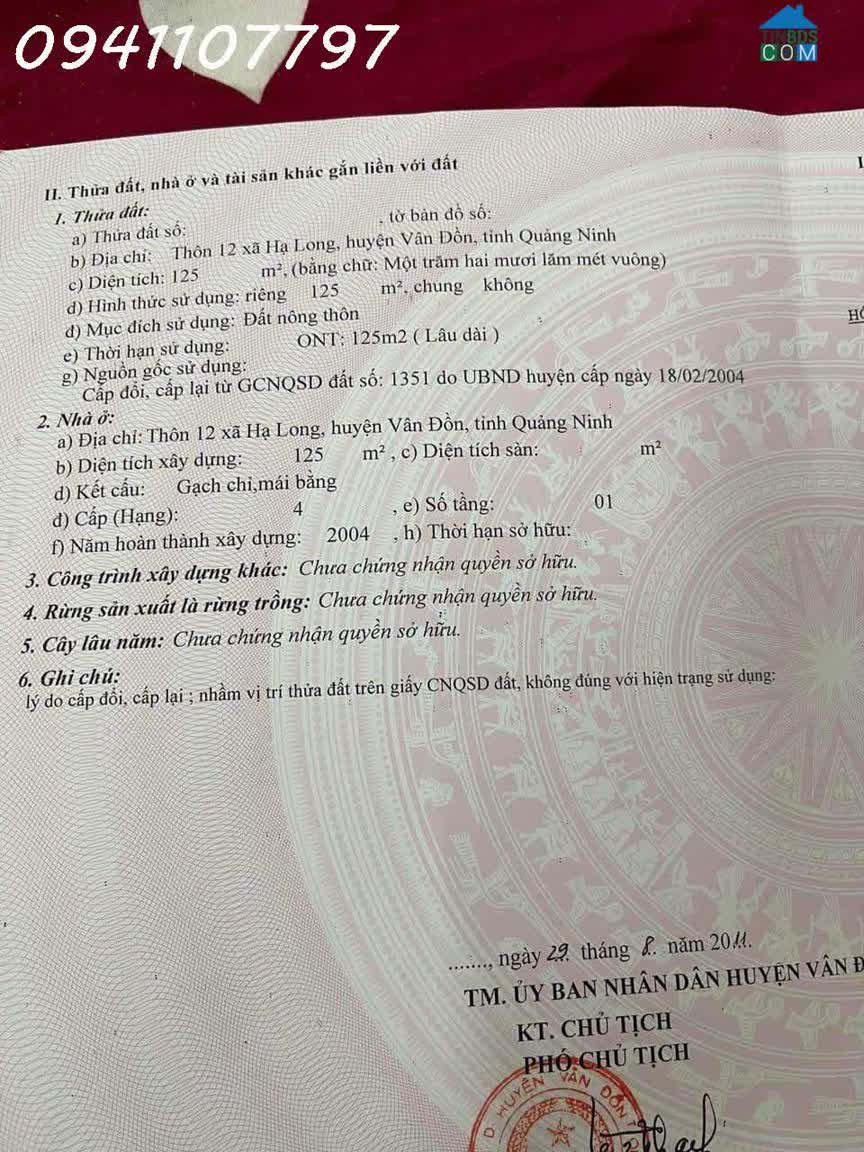 0941107797
TINBDS
COM
II. Thửa đất, nhà ở và tài sản khác gắn liền với đất
1. Thửa đất:
a) Thửa đất số: , tờ bản đồ số:
b) Địa chỉ: Thôn 12 xã Hạ Long, huyện Vân Đồn, tỉnh Quảng Ninh
c) Diện tích: 125 m², (bằng chữ: Một trăm hai mươi lăm mét vuông)
d) Hình thức sử dụng: riêng 125 m², chung không
đ) Mục đích sử dụng: Đất nông thôn
e) Thời hạn sử dụng: ONT: 125m2 ( Lâu dài )
g) Nguồn gốc sử dụng:
Cấp đổi, cấp lại từ GCNQSD đất số: 1351 do UBND huyện cấp ngày 18/02/2004
2. Nhà ở:
a) Địa chỉ: Thôn 12 xã Hạ Long, huyện Vân Đồn, tỉnh Quảng Ninh
b) Diện tích xây dựng: 125 m² , c) Diện tích sàn: m²
d) Kết cấu: Gạch chỉ,mái bằng
đ) Cấp (Hạng): 4 , e) Số tầng: 01
f) Năm hoàn thành xây dựng: 2004 , h) Thời hạn sở hữu:
3. Công trình xây dựng khác: Chưa chứng nhận quyền sở hữu.
4. Rừng sản xuất là rừng trồng: Chưa chứng nhận quyền sở hữu.
5. Cây lâu năm: Chưa chứng nhận quyền sở hữu.
6. Ghi chú:
lý do cấp đổi, cấp lại ; nhầm vị trí thửa đất trên giấy CNQSD đất, không đúng với hiện trạng sử dụng:
......., ngày 29. tháng 8. năm 2011.
TM. ỦY BAN NHÂN DÂN HUYỆN VÂN Đ
KT. CHỦ TỊCH
PHÓ CHỦ TỊCH
D HUYỆN VÂN ĐỒN